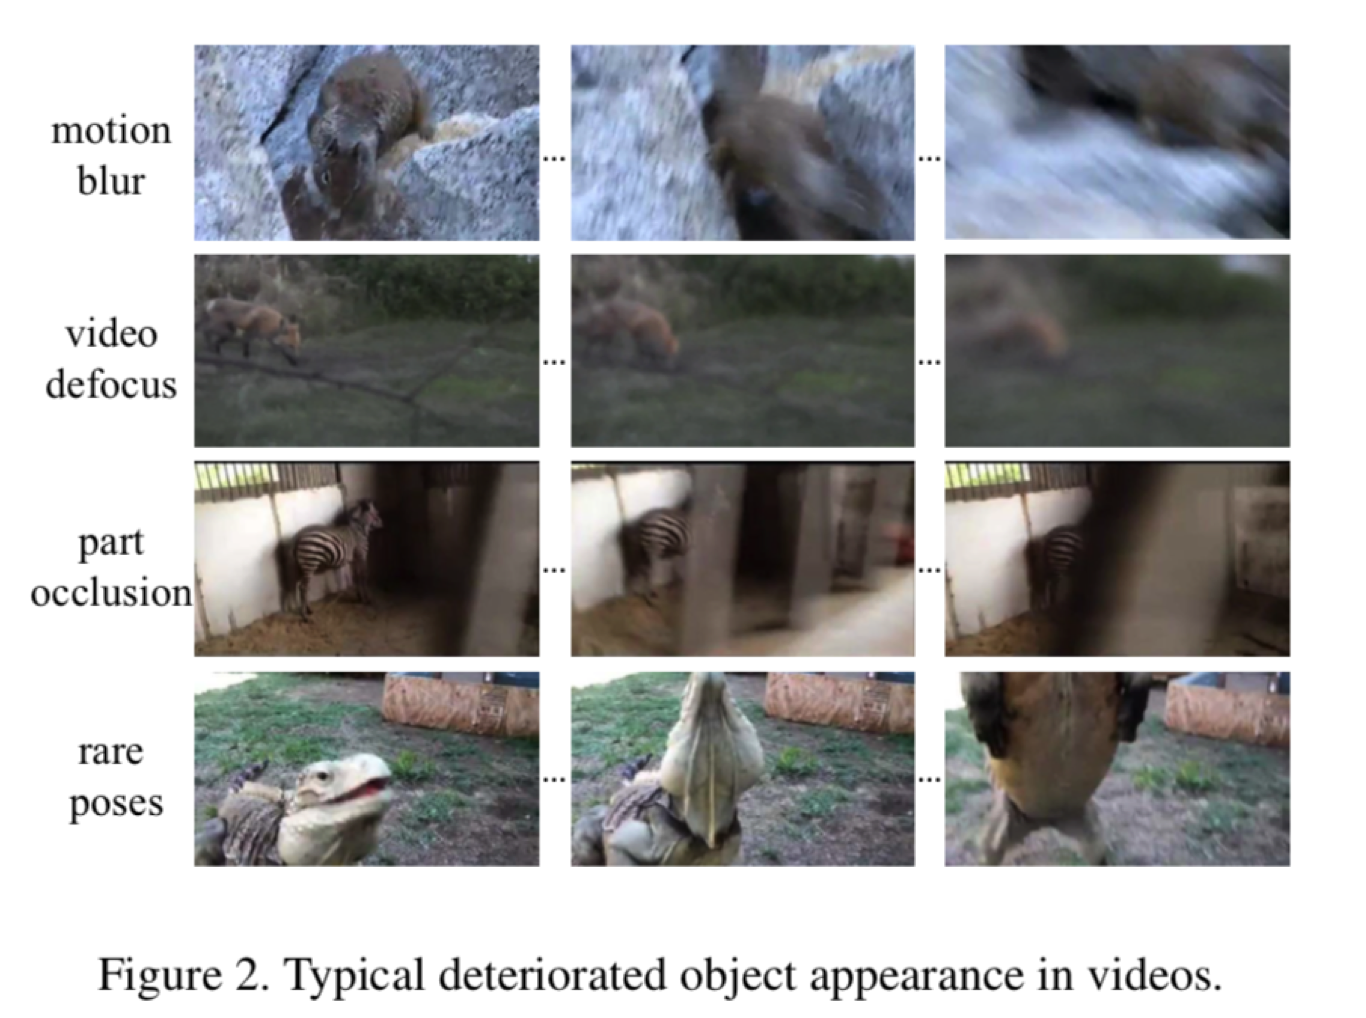 motion
blur
...
...
video
defocus
...
...
part
occlusion
...
...
rare
poses
...
...
Figure 2. Typical deteriorated object appearance in videos.